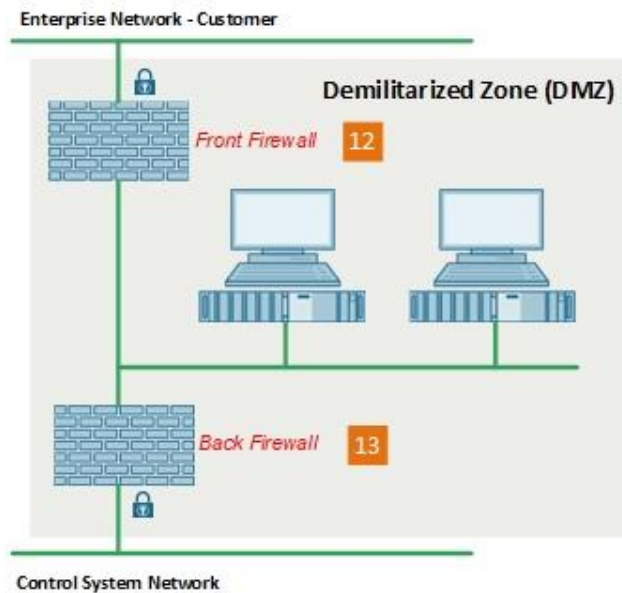 Enterprise Network - Customer
Demilitarized Zone (DMZ)
Front Firewall
12
Back Firewall
13
Control System Network